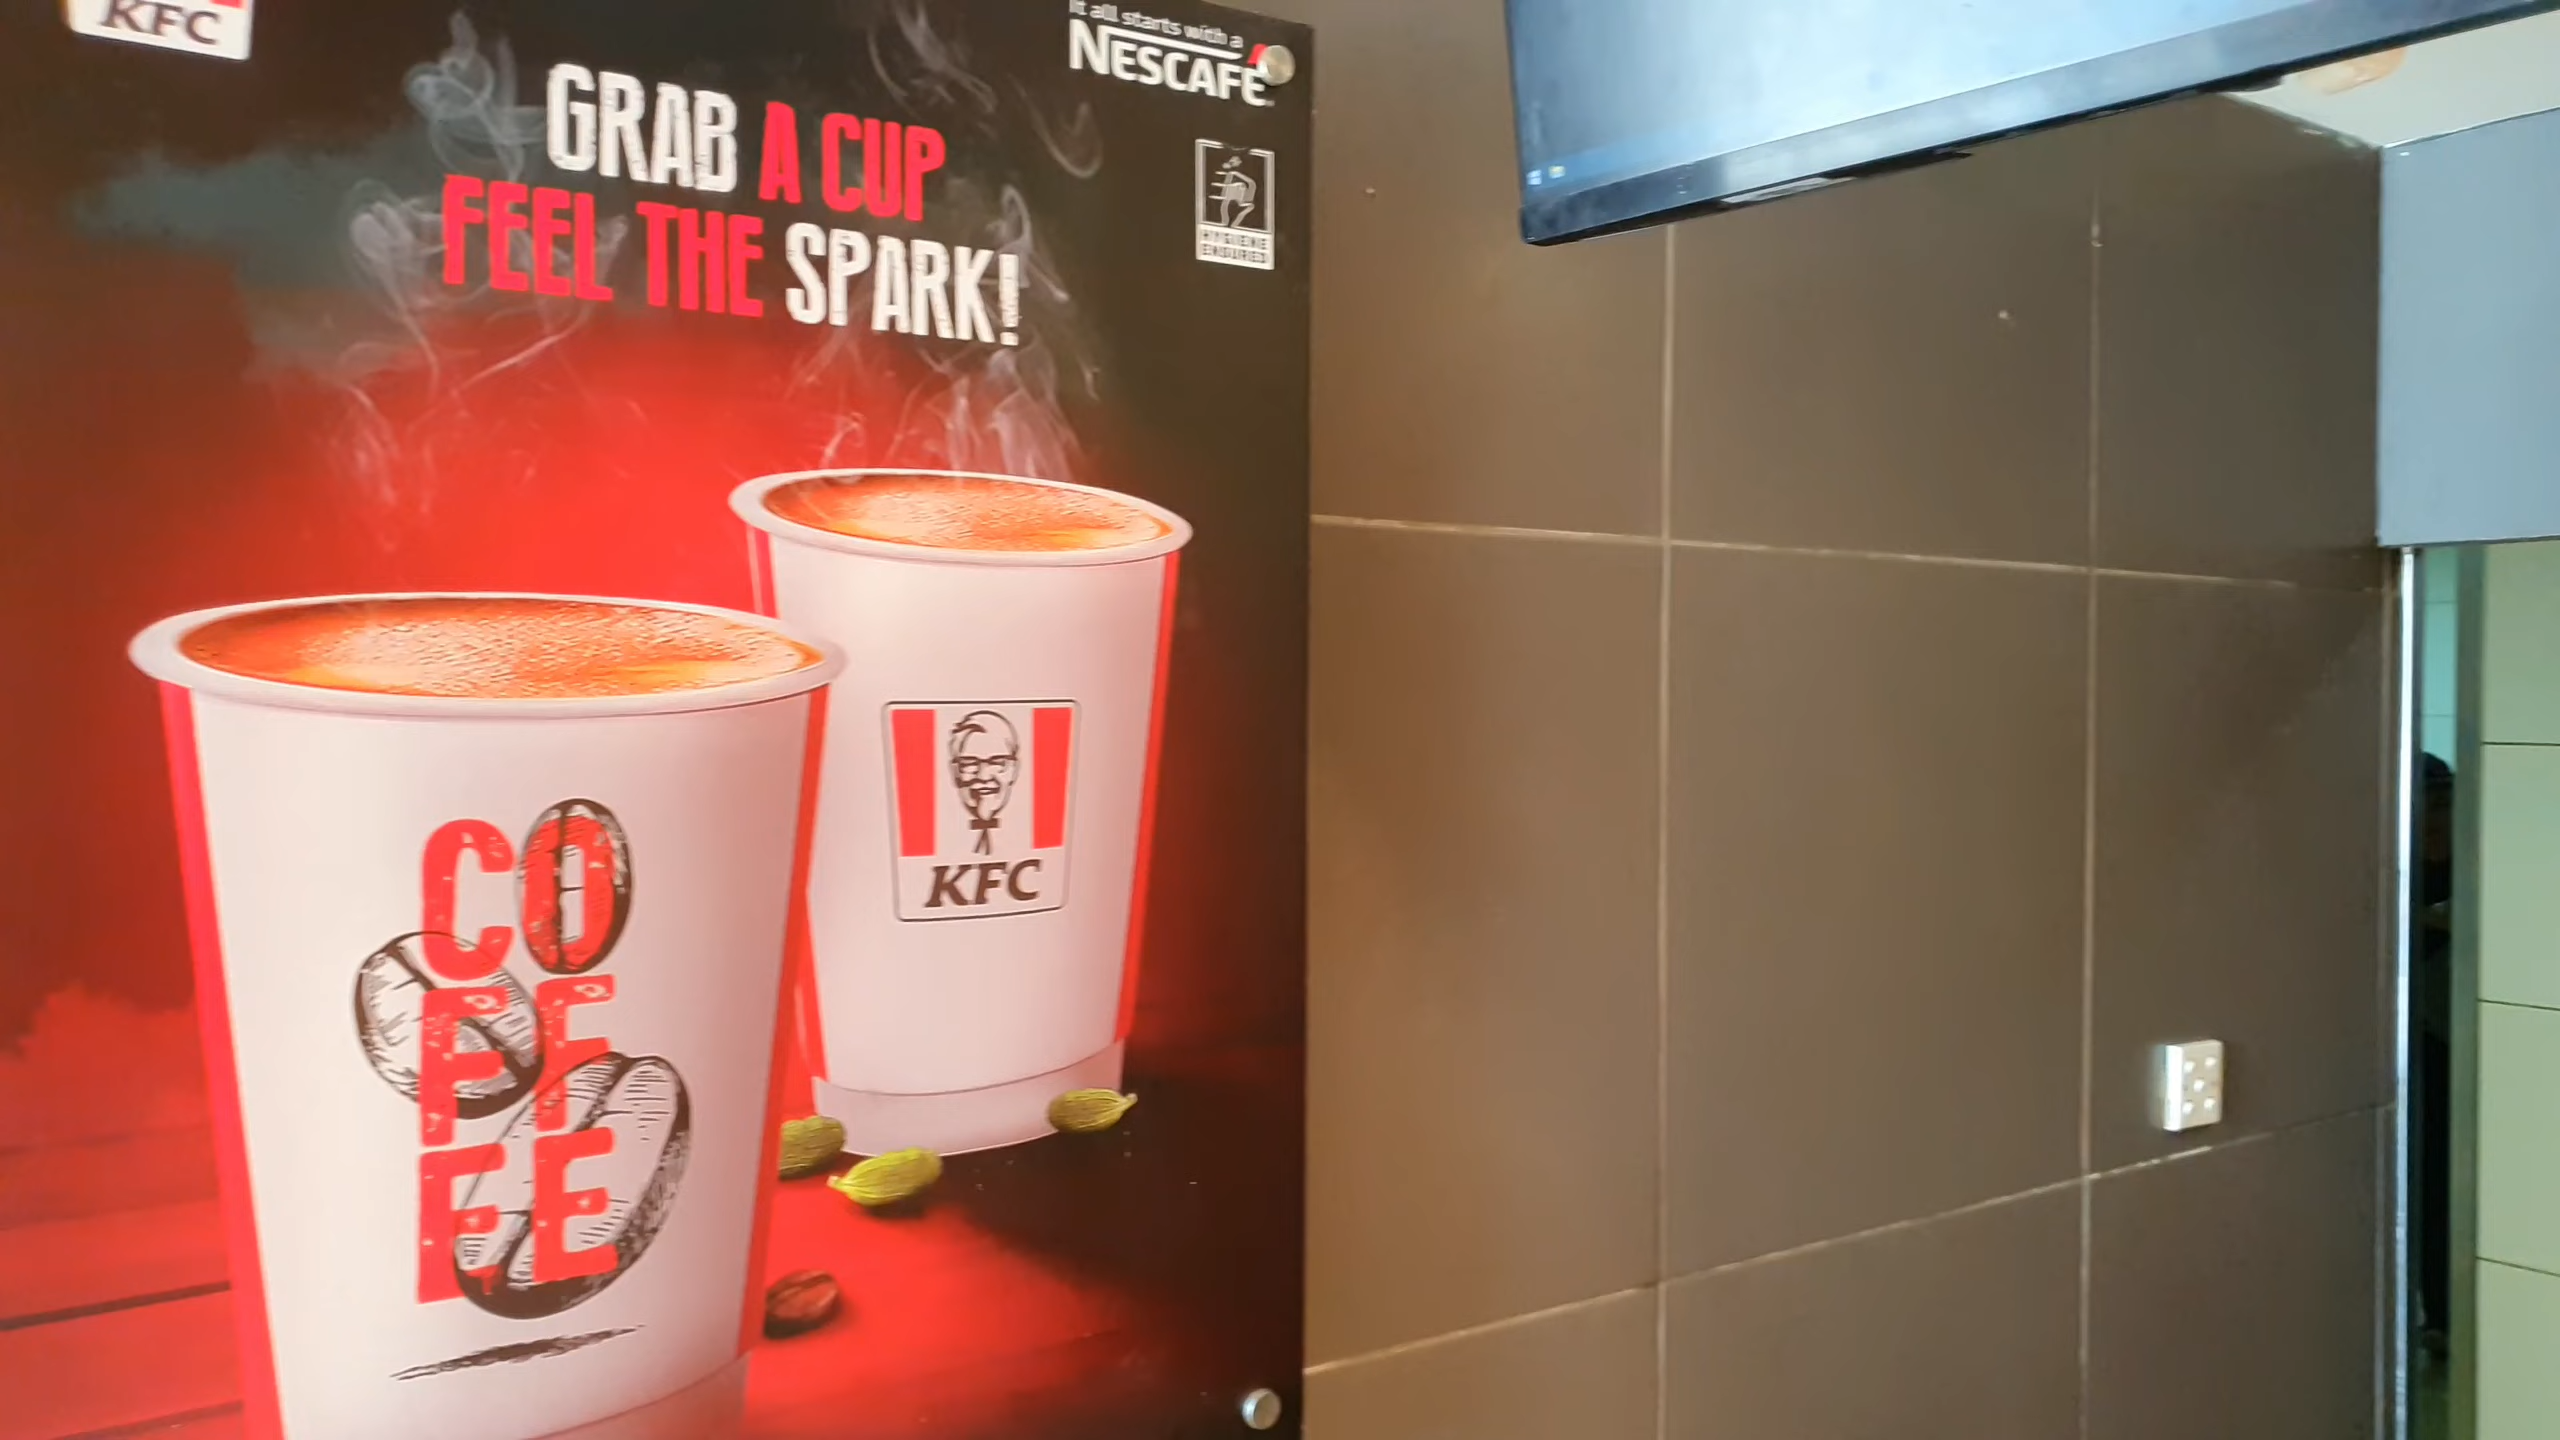 KFC
It all starts with a
NESCAFÉ
GRAB A CUP
FEEL THE SPARK!
HYGIENE
ENSURED
KFC
CO
FF
EE